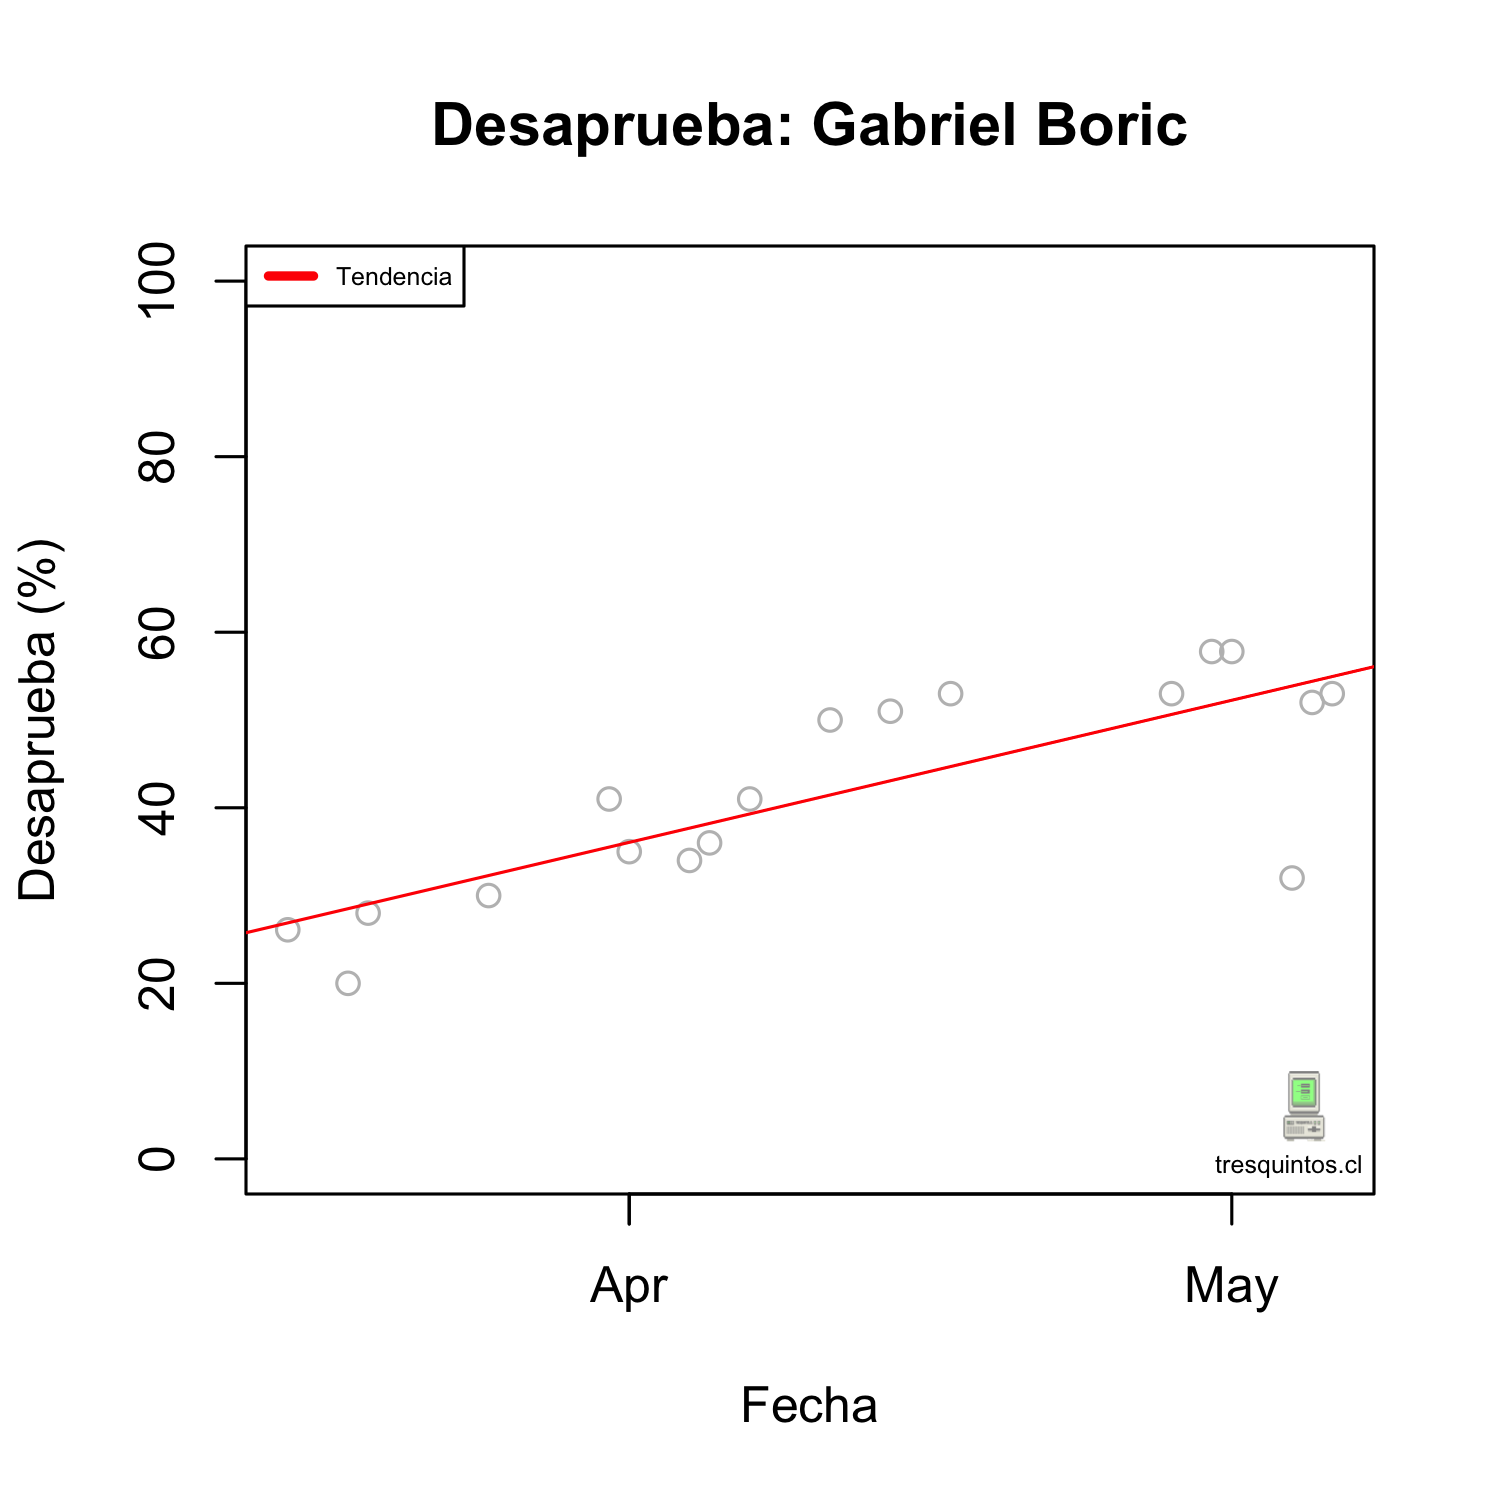 Desaprueba: Gabriel Boric
Tendencia
Desaprueba (%)
100
80
60
40
20
0
tresquintos.cl
Apr
May
Fecha